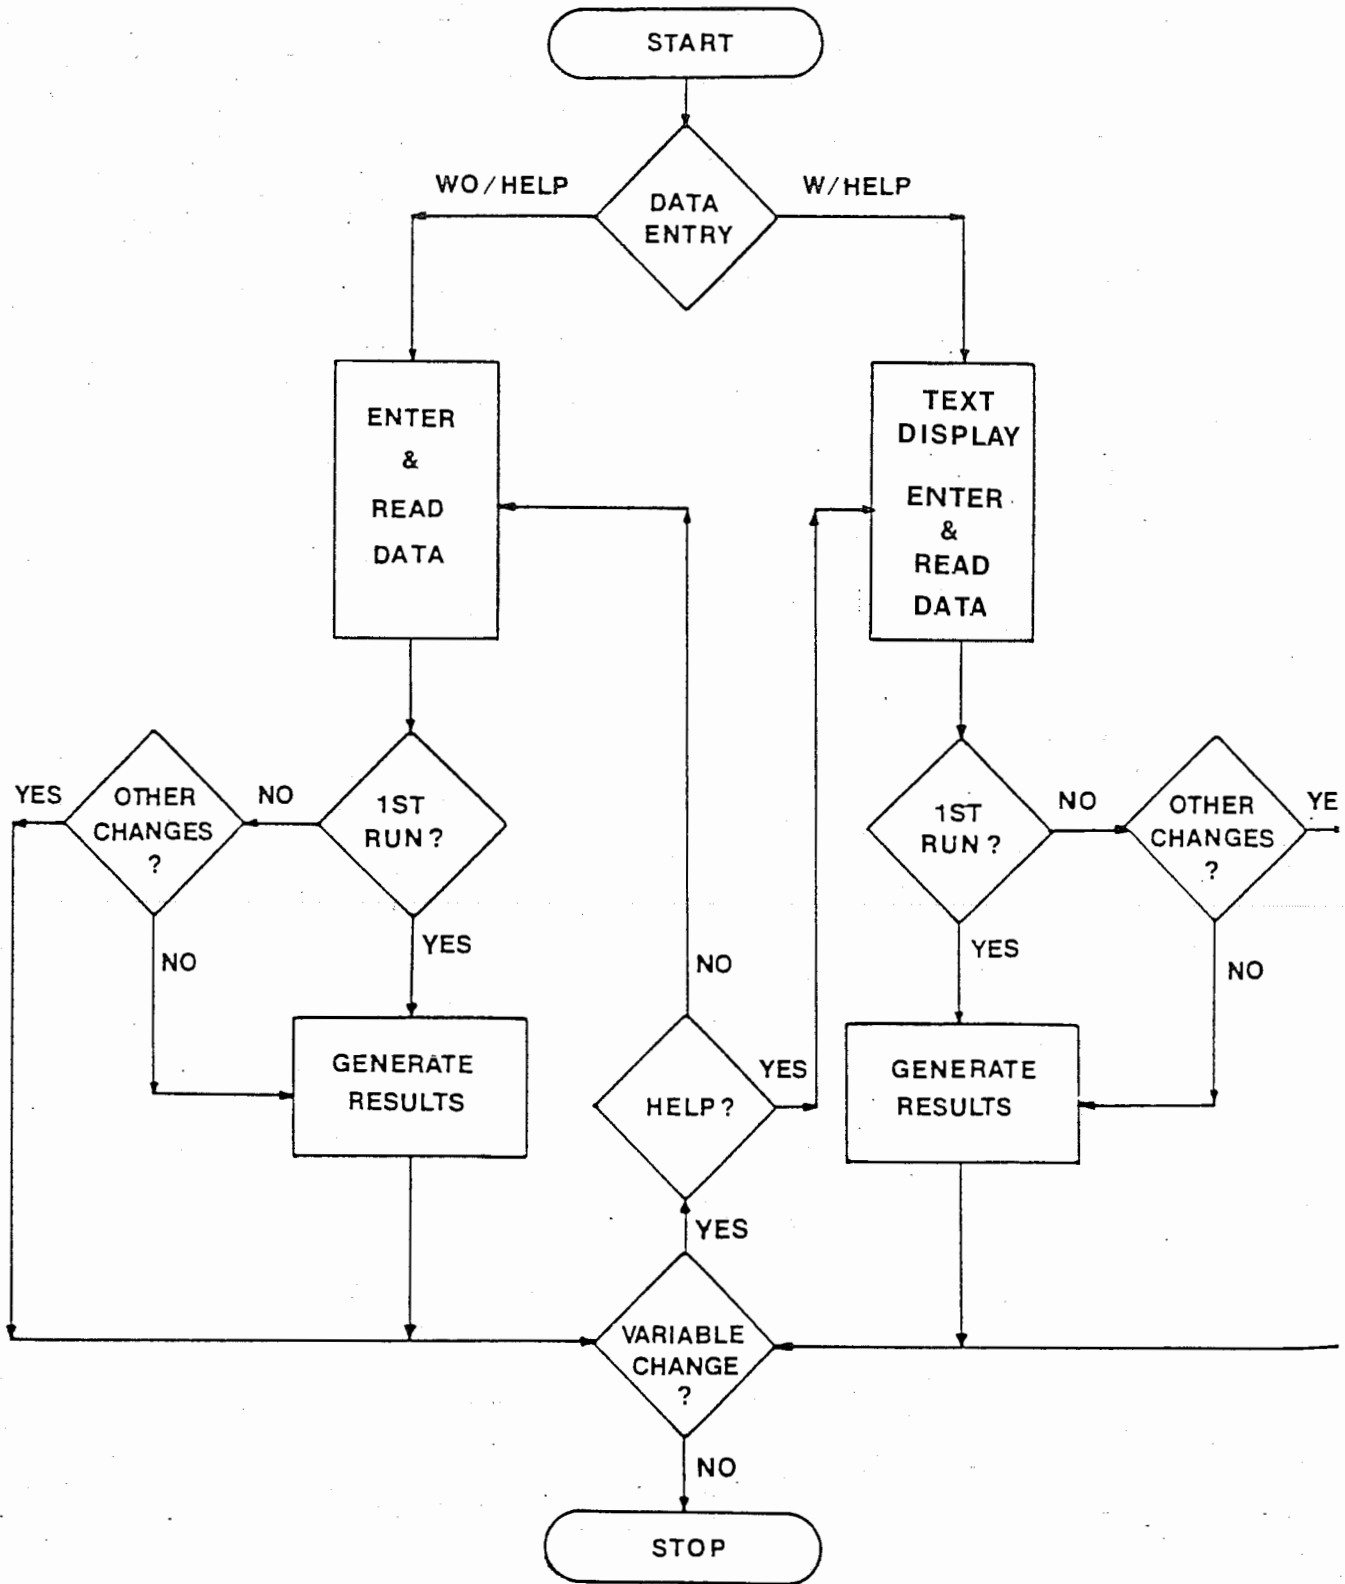 START
WO/HELP
W/HELP
DATA
ENTRY
ENTER
&
READ
DATA
TEXT
DISPLAY
ENTER
&
READ
DATA
YES
OTHER
CHANGES
?
NO
1ST
RUN?
1ST
RUN?
NO
OTHER
CHANGES
?
YE
NO
YES
NO
YES
NO
GENERATE
RESULTS
HELP?
YES
GENERATE
RESULTS
YES
VARIABLE
CHANGE
?
NO
STOP